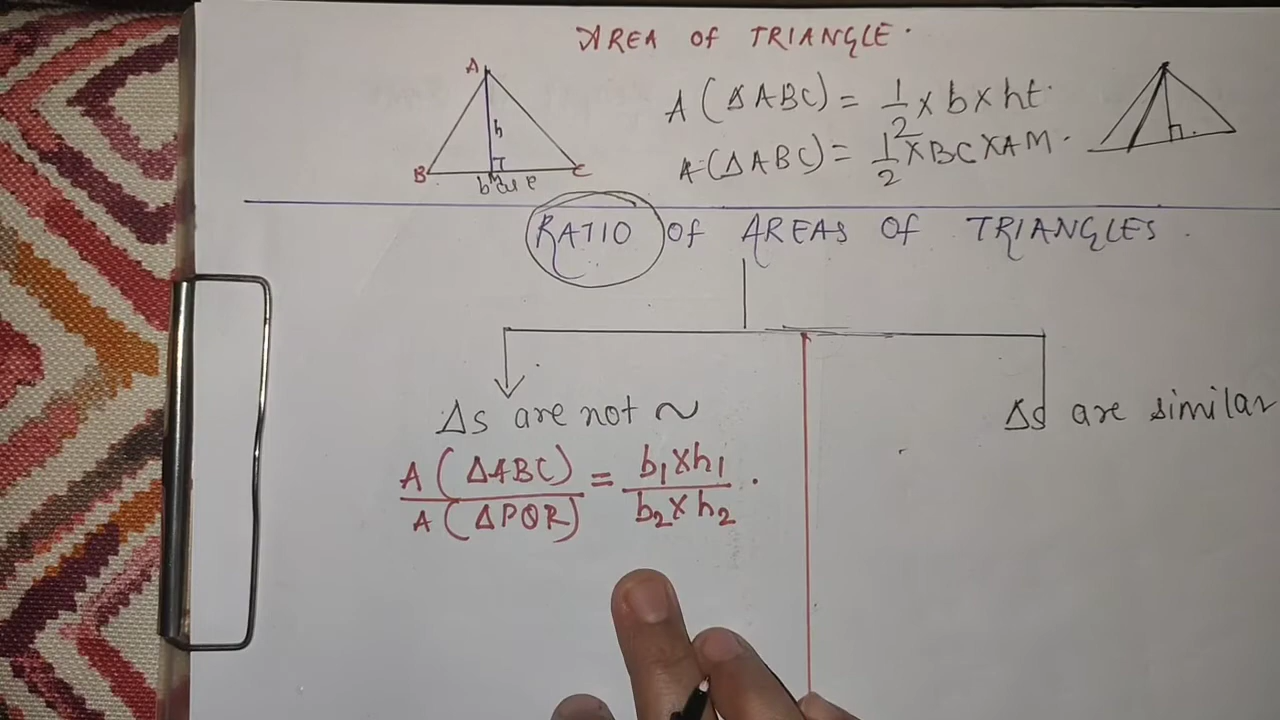 AREA OF TRIANGLE.
A
h
B
M
C
base
A (ΔABC) = 1/2 × b × ht.
A (ΔABC) = 1/2 × BC × AM.
RATIO OF AREAS OF TRIANGLES.
Δs are not ~
A (ΔABC) / A (ΔPQR) = b₁×h₁ / b₂×h₂ .
Δs are similar